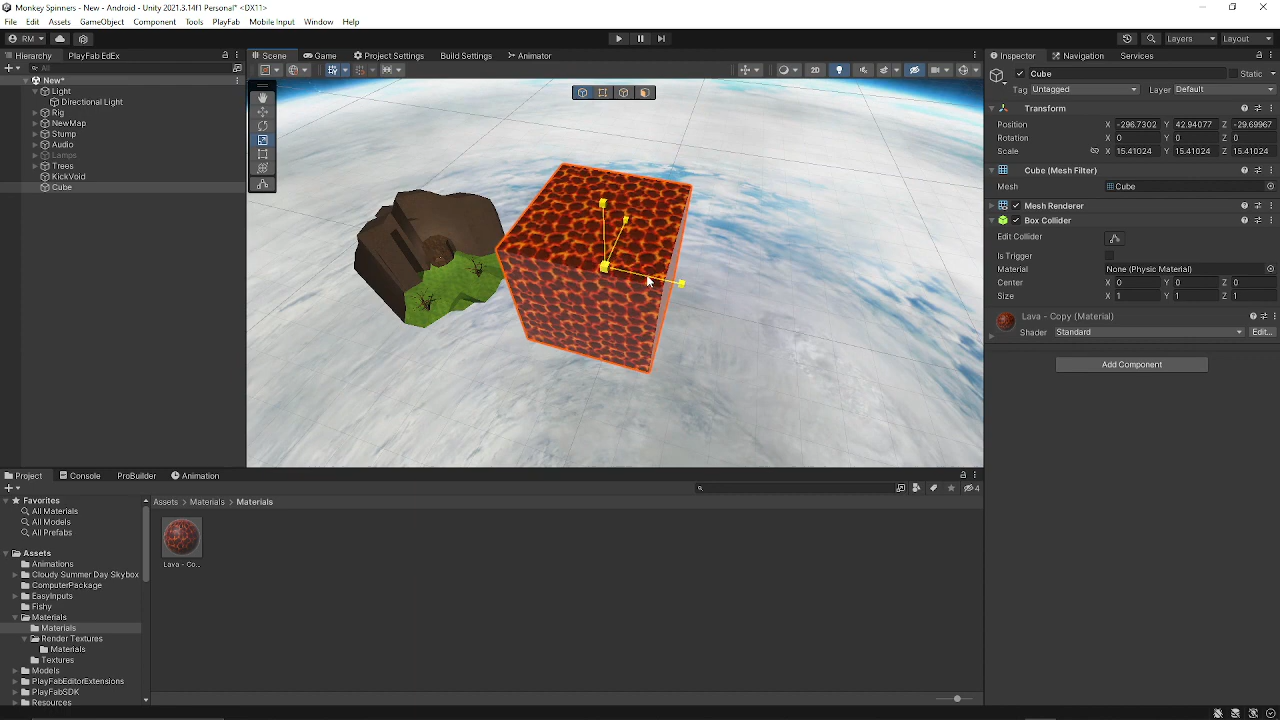 Monkey Spinners - New - Android - Unity 2021.3.14f1 Personal* <DX11>
File Edit Assets GameObject Component Tools PlayFab Mobile Input Window Help
RM Layers Layout
Hierarchy PlayFab EdEx Scene Game Project Settings Build Settings Animator Inspector Navigation Services
All 2D Cube Static
New* Tag Untagged Layer Default
Light
Directional Light Transform
Rig Position X -296.7302 Y 42.94077 Z -29.69967
NewMap Rotation X 0 Y 0 Z 0
Stump Scale X 15.41024 Y 15.41024 Z 15.41024
Audio
Lamps
Trees Cube (Mesh Filter)
KickVoid
Cube Mesh Cube
Mesh Renderer
Box Collider
Edit Collider
Is Trigger
Material None (Physic Material)
Center X 0 Y 0 Z 0
Size X 1 Y 1 Z 1
Lava - Copy (Material)
Shader Standard Edit...
Add Component
Project Console ProBuilder Animation
4
Favorites Assets > Materials > Materials
All Materials
All Models
All Prefabs
Assets
Animations Lava - Co...
Cloudy Summer Day Skybox
ComputerPackage
EasyInputs
Fishy
Materials
Materials
Render Textures
Materials
Textures
Models
PlayFabEditorExtensions
PlayFabSDK
Resources